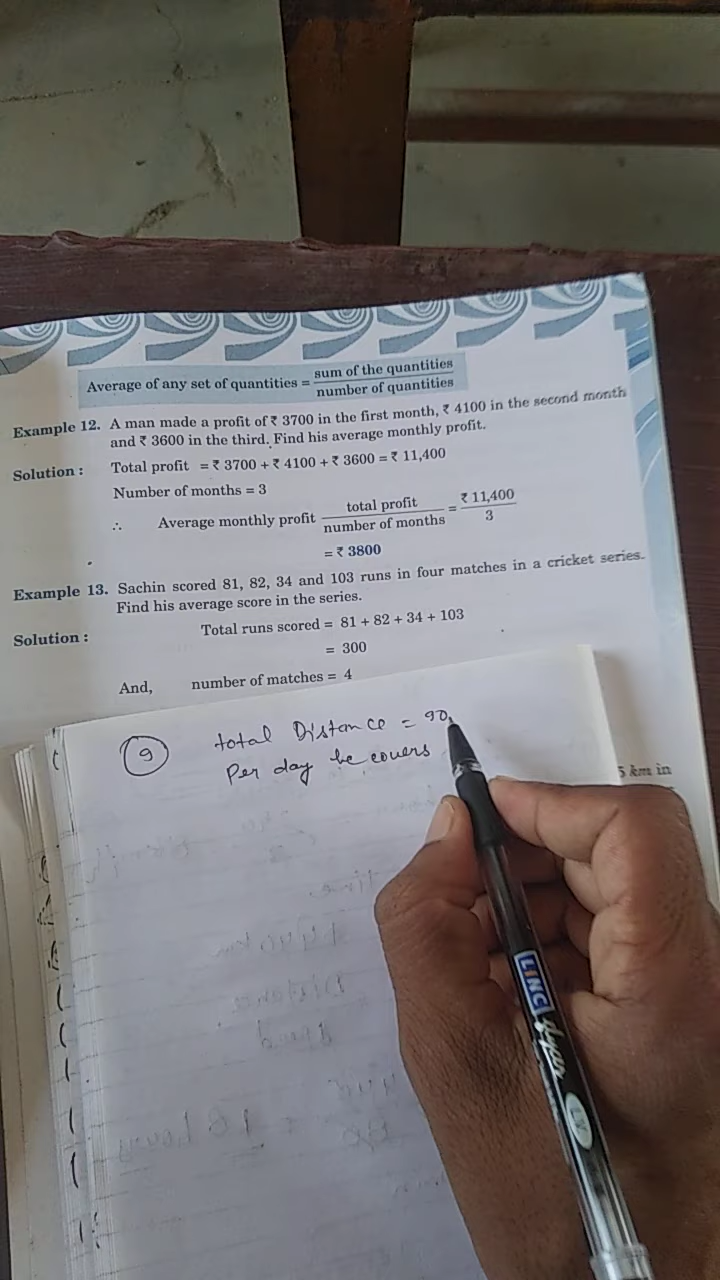 Average of any set of quantities = sum of the quantities / number of quantities
Example 12. A man made a profit of ₹ 3700 in the first month, ₹ 4100 in the second month
and ₹ 3600 in the third. Find his average monthly profit.
Solution : Total profit = ₹ 3700 + ₹ 4100 + ₹ 3600 = ₹ 11,400
Number of months = 3
∴ Average monthly profit total profit / number of months = ₹ 11,400 / 3
= ₹ 3800
Example 13. Sachin scored 81, 82, 34 and 103 runs in four matches in a cricket series.
Find his average score in the series.
Solution : Total runs scored = 81 + 82 + 34 + 103
= 300
And, number of matches = 4
9 total Distance = 90
Per day he covers
5 km in
LINC
UV